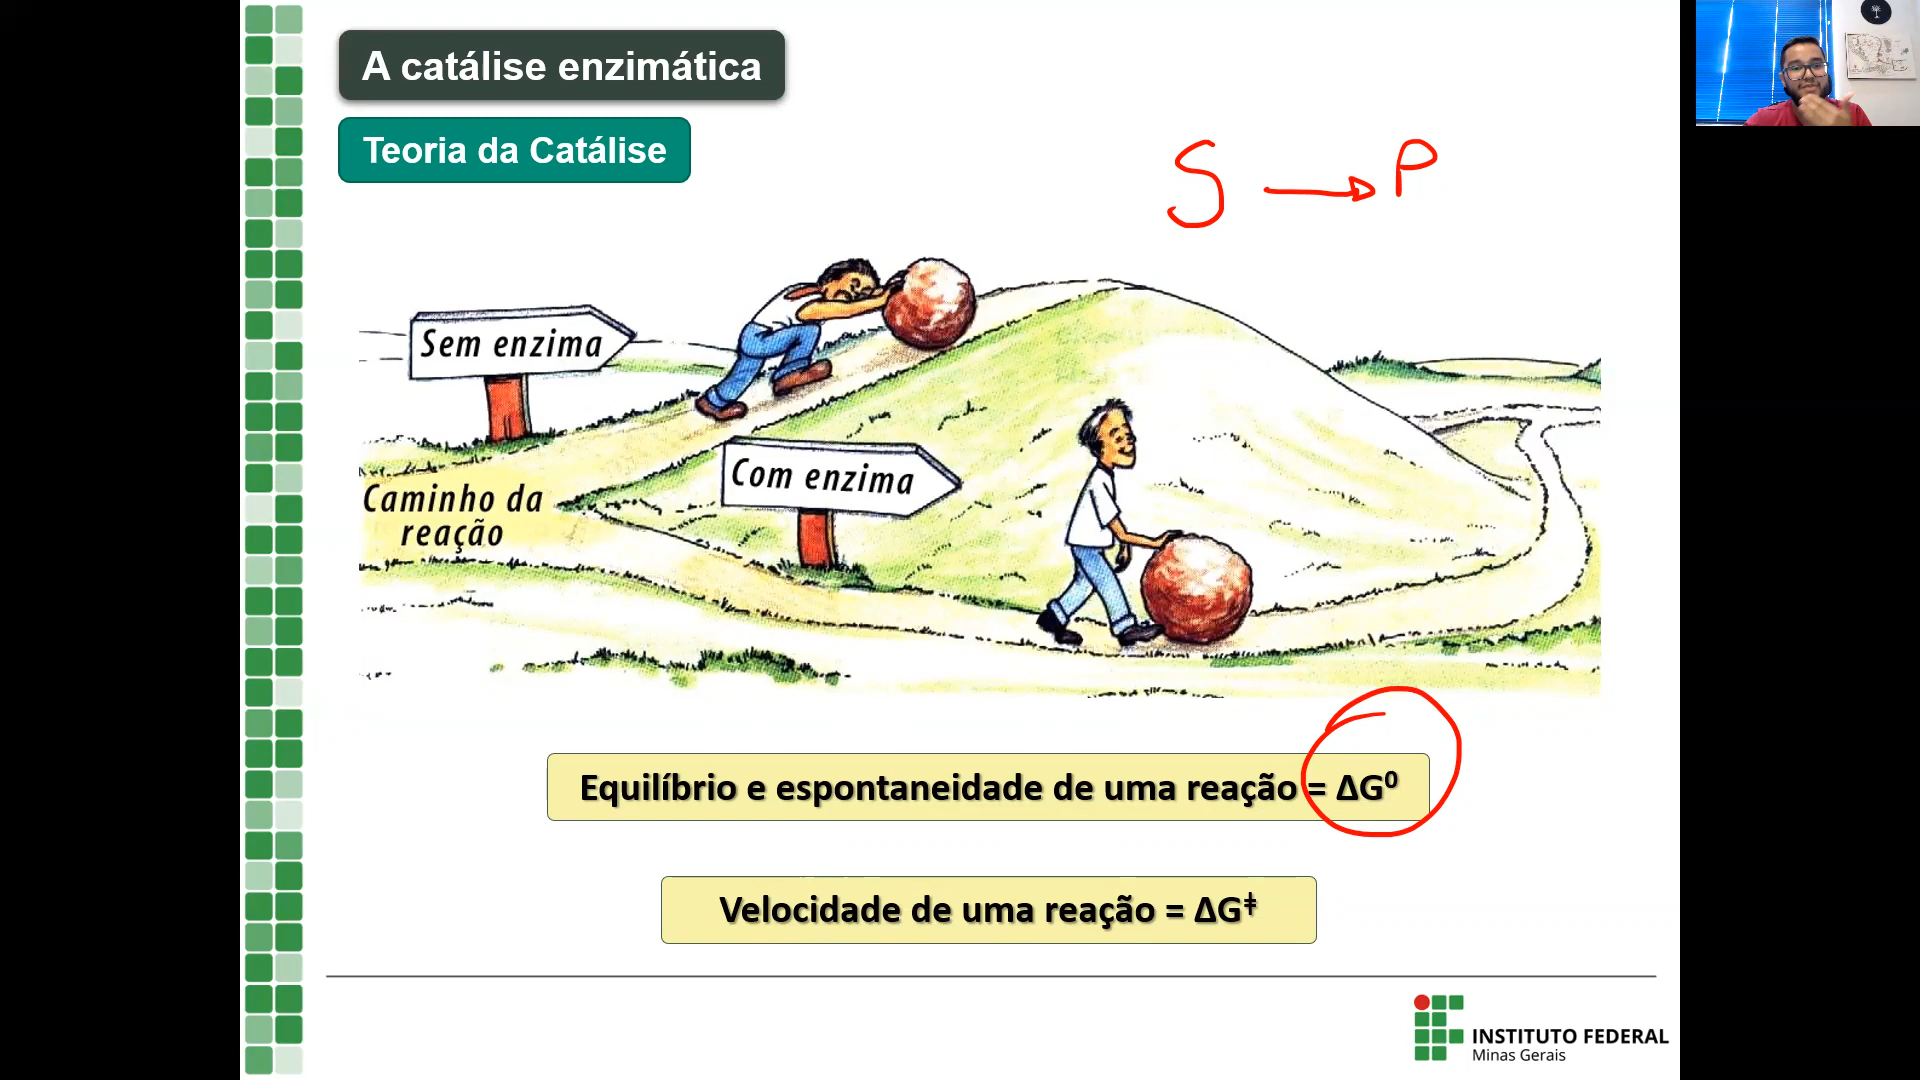 A catálise enzimática
Teoria da Catálise
S → P
Sem enzima
Com enzima
Caminho da
reação
Equilíbrio e espontaneidade de uma reação = ΔG⁰
Velocidade de uma reação = ΔG‡
INSTITUTO FEDERAL
Minas Gerais